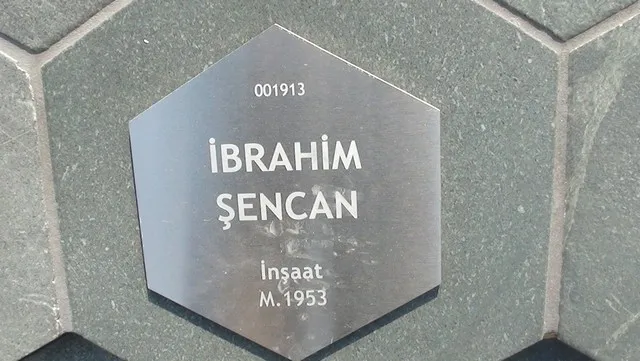 001913
İBRAHİM
ŞENCAN
İnşaat
M.1953